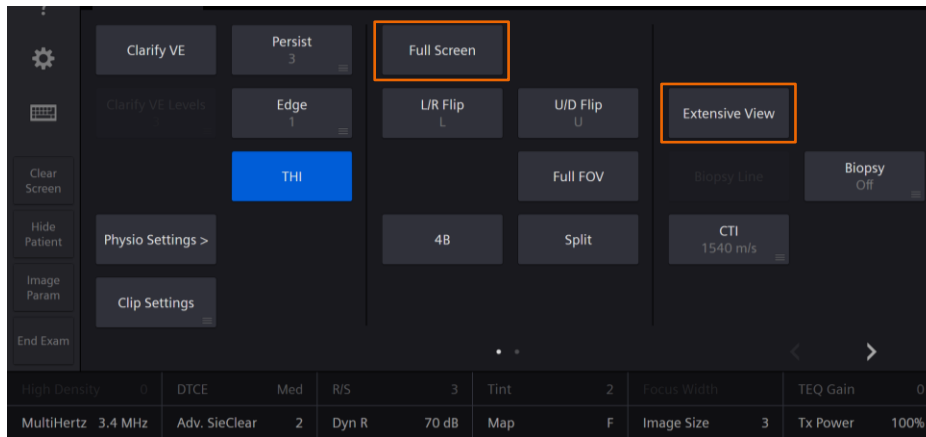 ?
Clarify VE
Persist
3
Full Screen
Clarify VE Levels
Edge
1
L/R Flip
L
U/D Flip
U
Extensive View
Clear
Screen
THI
Full FOV
Biopsy Line
Biopsy
Off
Hide
Patient
Physio Settings >
4B
Split
CTI
1540 m/s
Image
Param
Clip Settings
End Exam
< >
High Density 0 DTCE Med R/S 3 Tint 2 Focus Width TEQ Gain 0
MultiHertz 3.4 MHz Adv. SieClear 2 Dyn R 70 dB Map F Image Size 3 Tx Power 100%